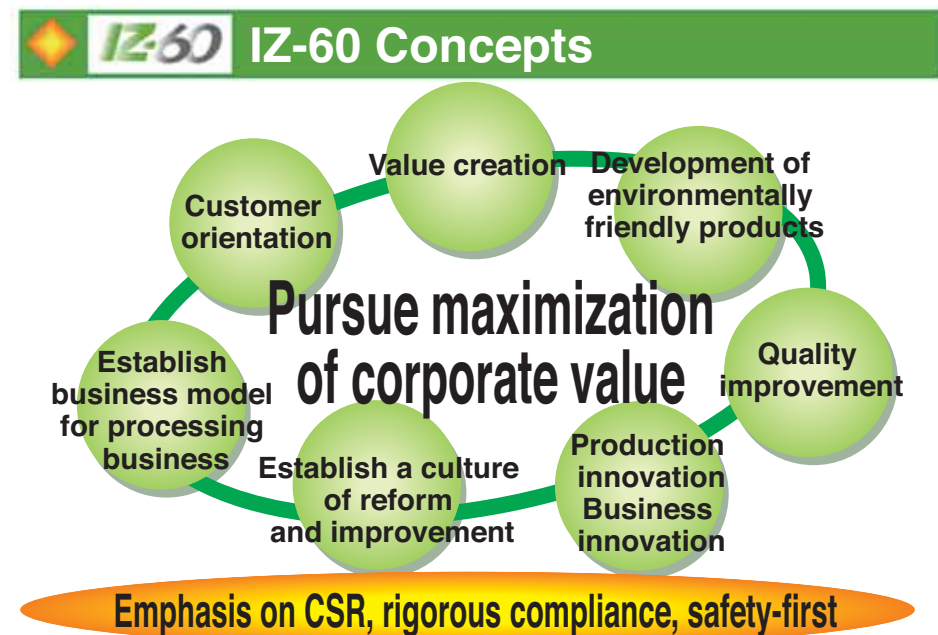 IZ-60 IZ-60 Concepts
Value creation
Development of
environmentally
friendly products
Customer
orientation
Pursue maximization
of corporate value
Quality
improvement
Establish
business model
for processing
business
Establish a culture
of reform
and improvement
Production
innovation
Business
innovation
Emphasis on CSR, rigorous compliance, safety-first